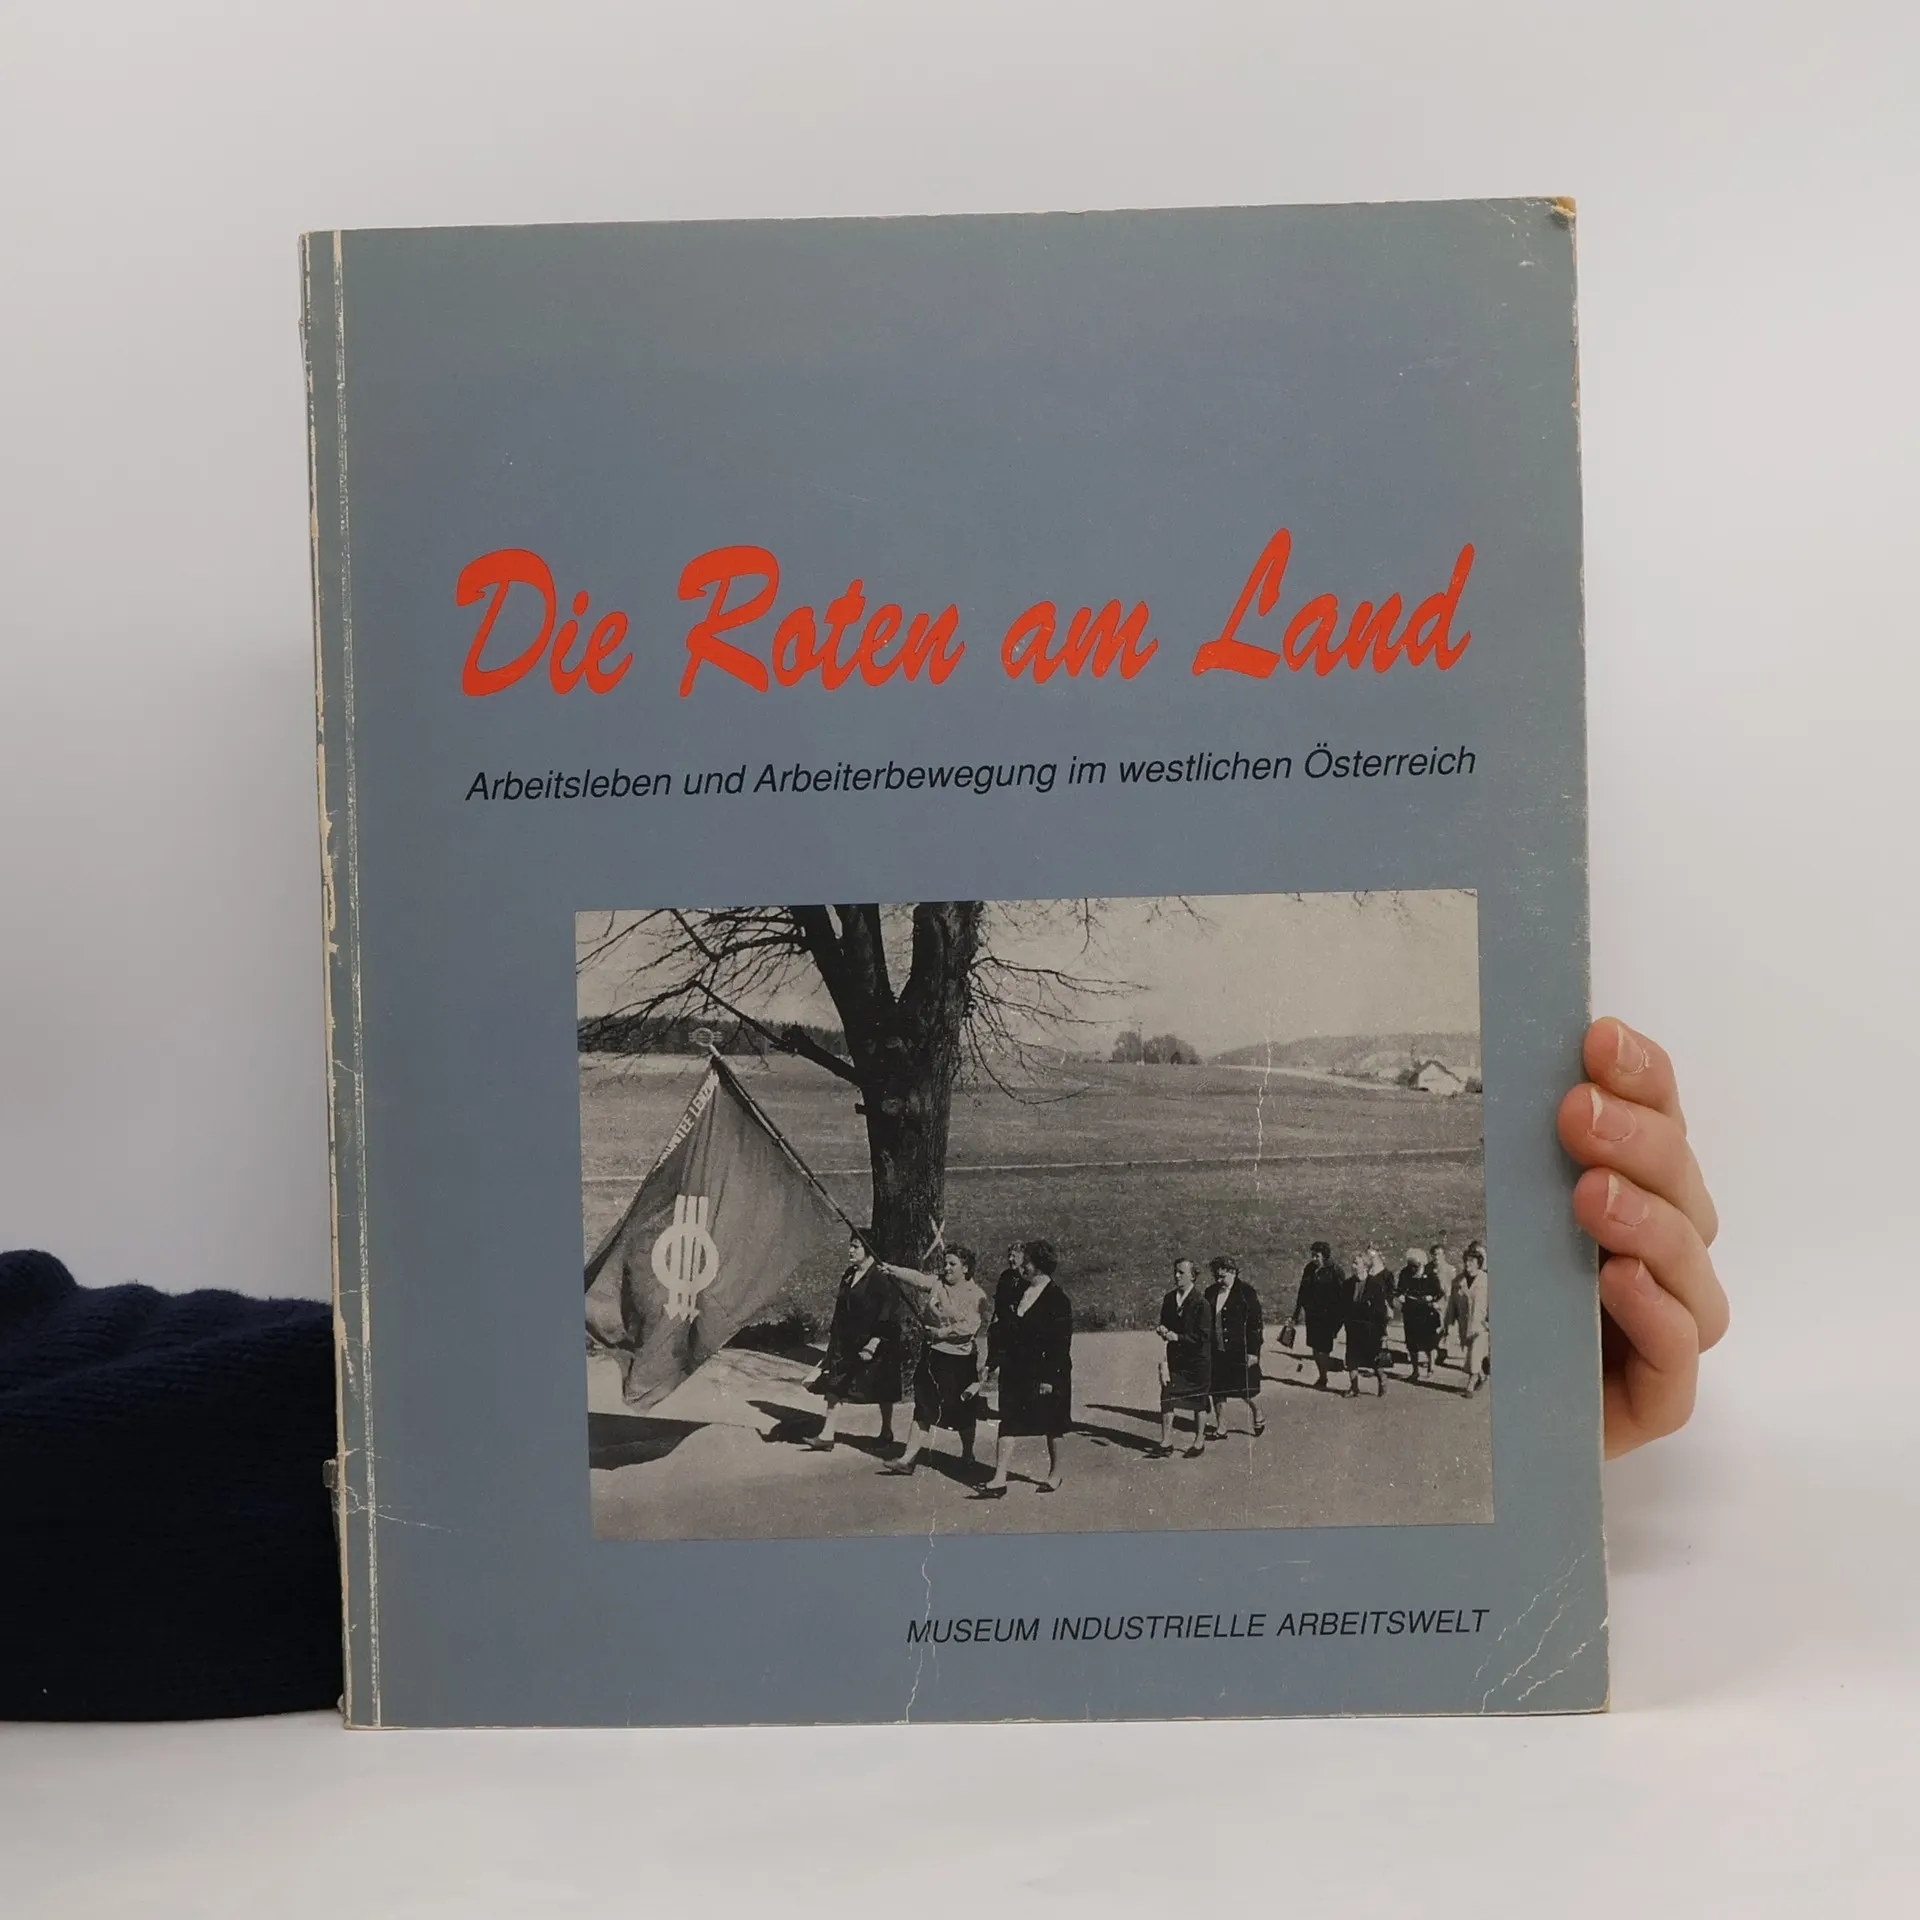 Die Roten am Land
Arbeitsleben und Arbeiterbewegung im westlichen Österreich
MUSEUM INDUSTRIELLE ARBEITSWELT